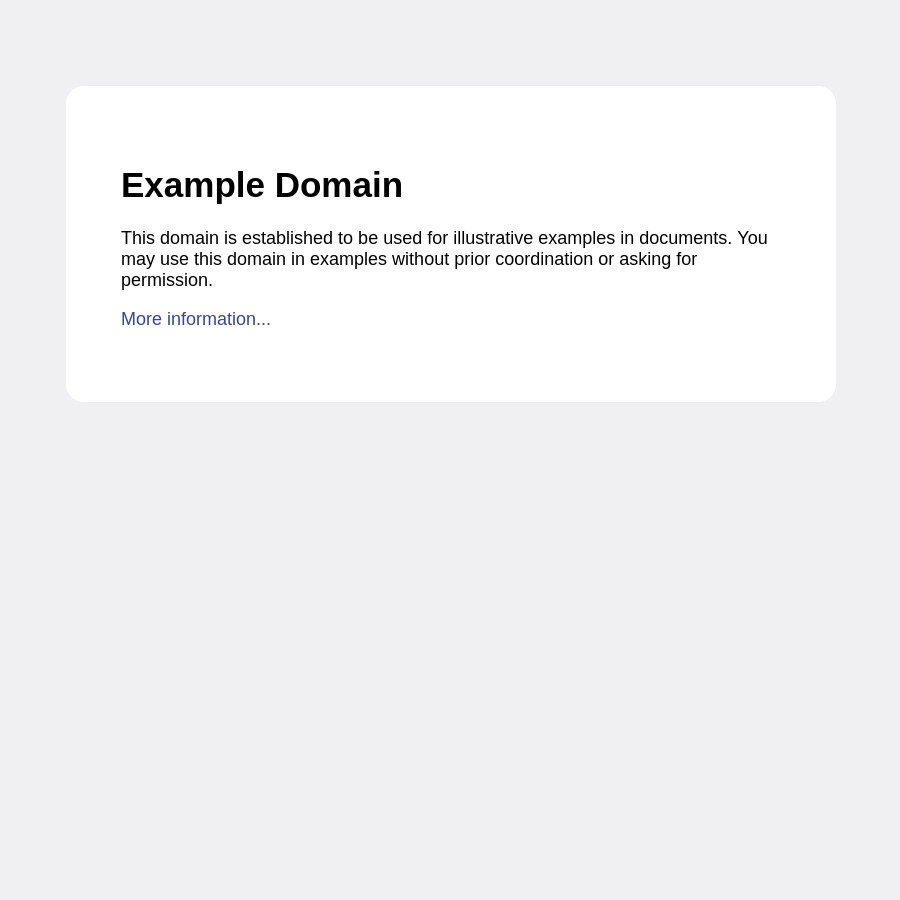 Example Domain
This domain is established to be used for illustrative examples in documents. You
may use this domain in examples without prior coordination or asking for
permission.
More information...